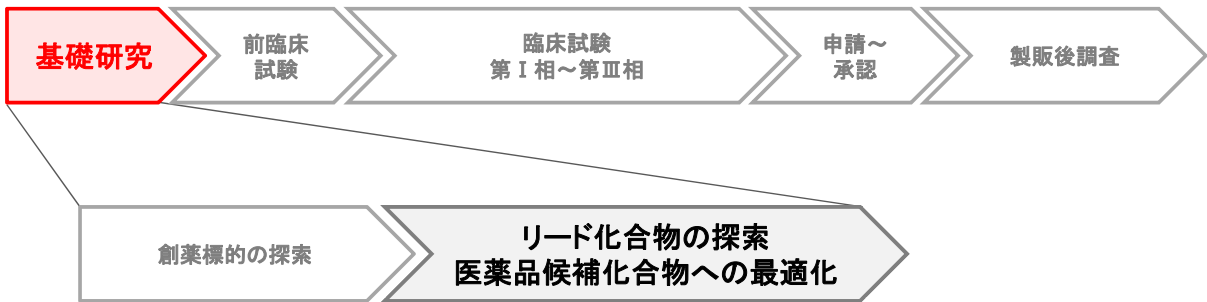 基礎研究
前臨床
試験
臨床試験
第Ⅰ相～第Ⅲ相
申請～
承認
製販後調査
創薬標的の探索
リード化合物の探索
医薬品候補化合物への最適化